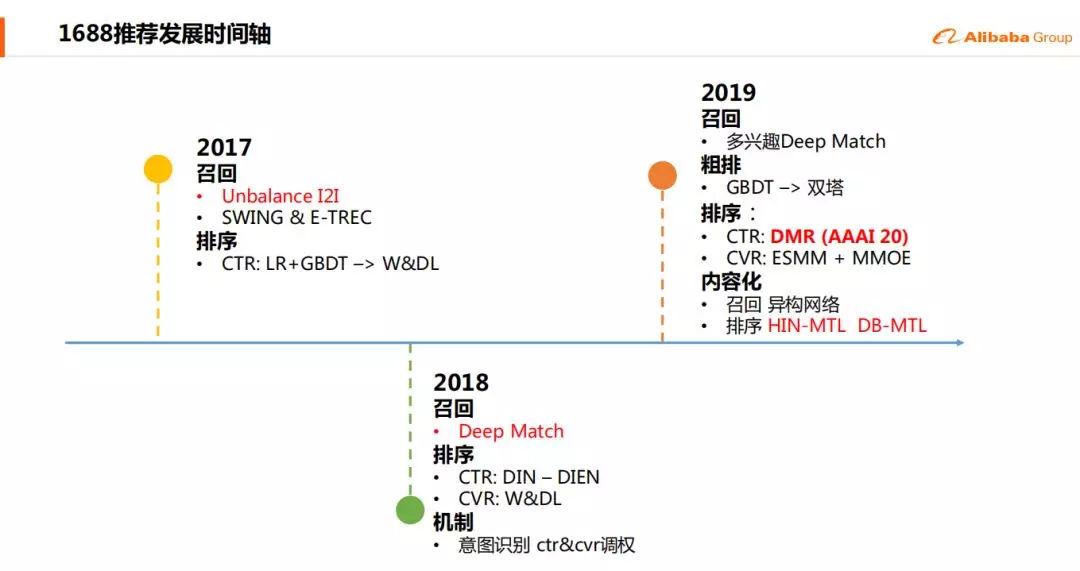 1688推荐发展时间轴
Alibaba Group
2017
召回
• Unbalance I2I
• SWING & E-TREC
排序
• CTR: LR+GBDT –> W&DL
2018
召回
• Deep Match
排序
• CTR: DIN – DIEN
• CVR: W&DL
机制
• 意图识别 ctr&cvr调权
2019
召回
• 多兴趣Deep Match
粗排
• GBDT –> 双塔
排序：
• CTR: DMR (AAAI 20)
• CVR: ESMM + MMOE
内容化
• 召回 异构网络
• 排序 HIN-MTL DB-MTL